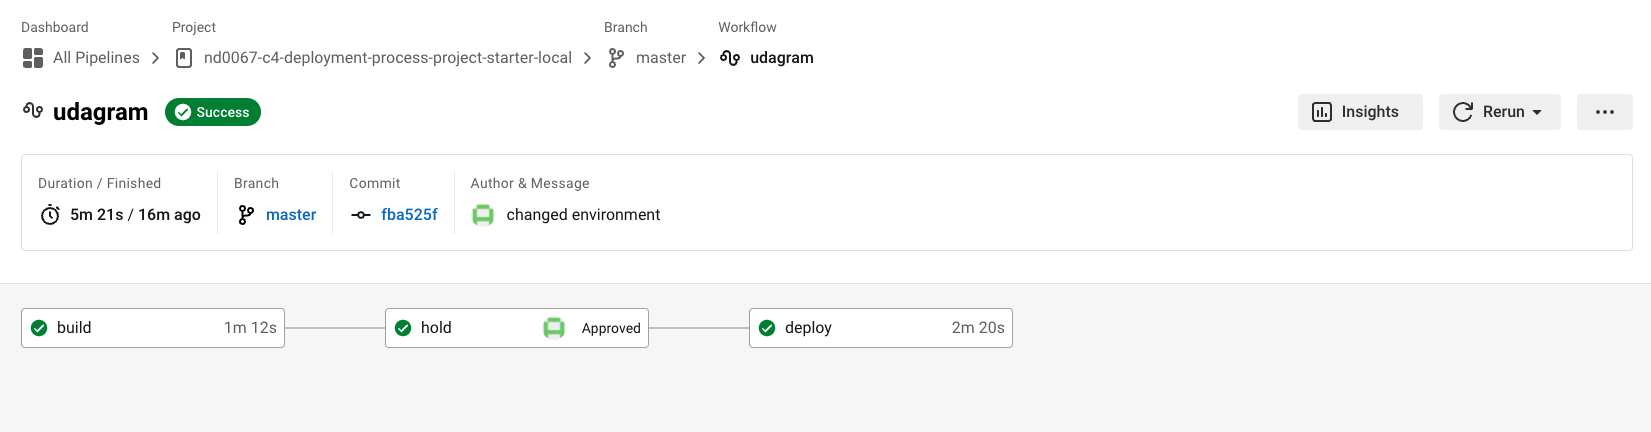 Dashboard Project Branch Workflow
All Pipelines nd0067-c4-deployment-process-project-starter-local master udagram
udagram Success Insights Rerun
Duration / Finished Branch Commit Author & Message
5m 21s / 16m ago master fba525f changed environment
build 1m 12s hold Approved deploy 2m 20s